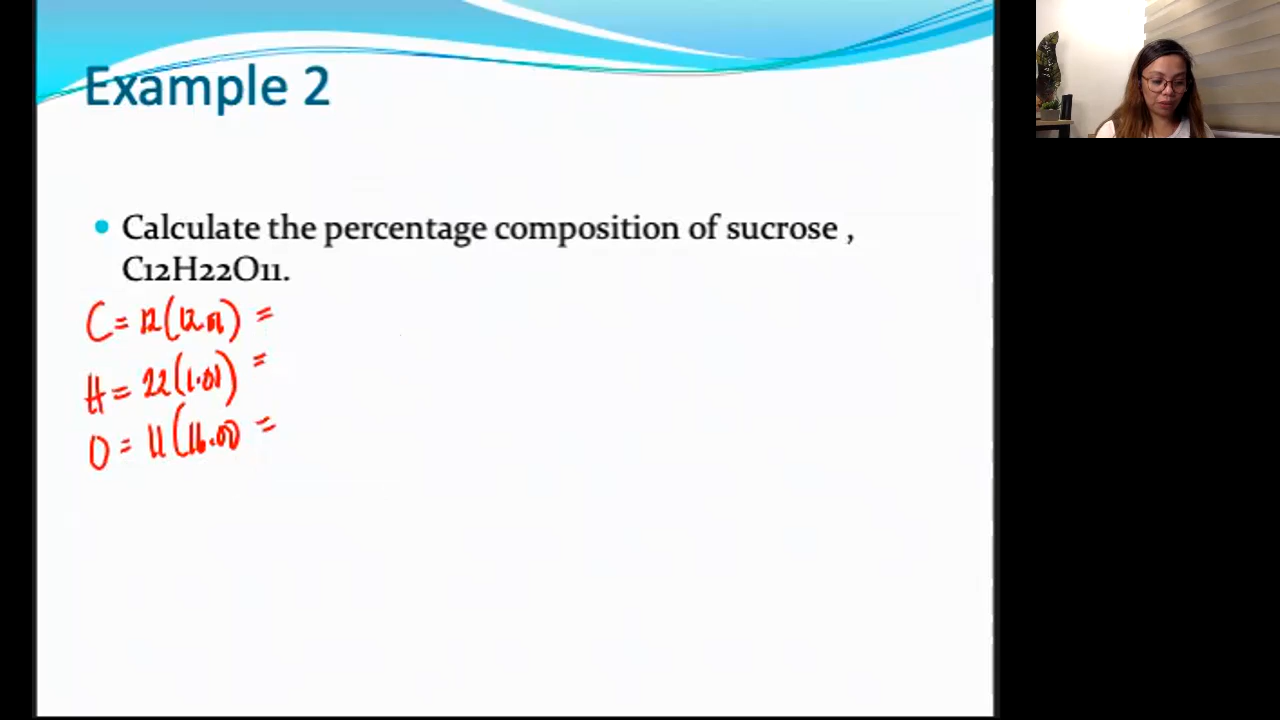 Example 2
• Calculate the percentage composition of sucrose ,
C12H22O11.
C = 12(12.01) =
H = 22(1.01) =
O = 11(16.00 =